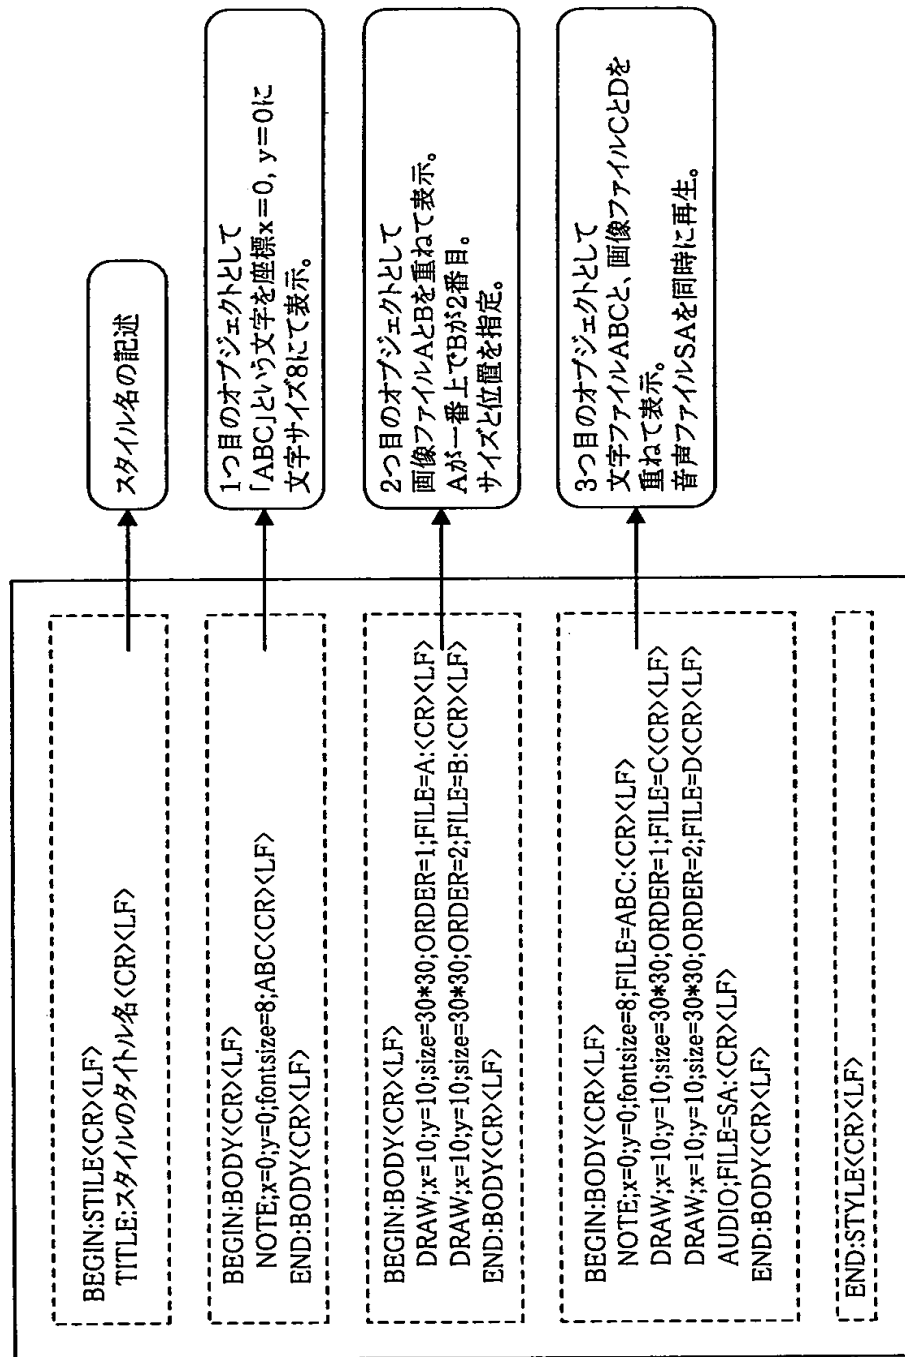 BEGIN:STILE<CR><LF>
TITLE:スタイルのタイトル名<CR><LF>
スタイル名の記述
BEGIN:BODY<CR><LF>
NOTE;x=0;y=0;fontsize=8;ABC<CR><LF>
END:BODY<CR><LF>
1つ目のオブジェクトとして
「ABC」という文字を座標x=0, y=0に
文字サイズ8にて表示。
BEGIN:BODY<CR><LF>
DRAW;x=10;y=10;size=30*30;ORDER=1;FILE=A:<CR><LF>
DRAW;x=10;y=10;size=30*30;ORDER=2;FILE=B:<CR><LF>
END:BODY<CR><LF>
2つ目のオブジェクトとして
画像ファイルAとBを重ねて表示。
Aが一番上でBが2番目。
サイズと位置を指定。
BEGIN:BODY<CR><LF>
NOTE;x=0;y=0;fontsize=8;FILE=ABC:<CR><LF>
DRAW;x=10;y=10;size=30*30;ORDER=1;FILE=C<CR><LF>
DRAW;x=10;y=10;size=30*30;ORDER=2;FILE=D<CR><LF>
AUDIO;FILE=SA:<CR><LF>
END:BODY<CR><LF>
3つ目のオブジェクトとして
文字ファイルABCと、画像ファイルCとDを
重ねて表示。
音声ファイルSAを同時に再生。
END:STYLE<CR><LF>